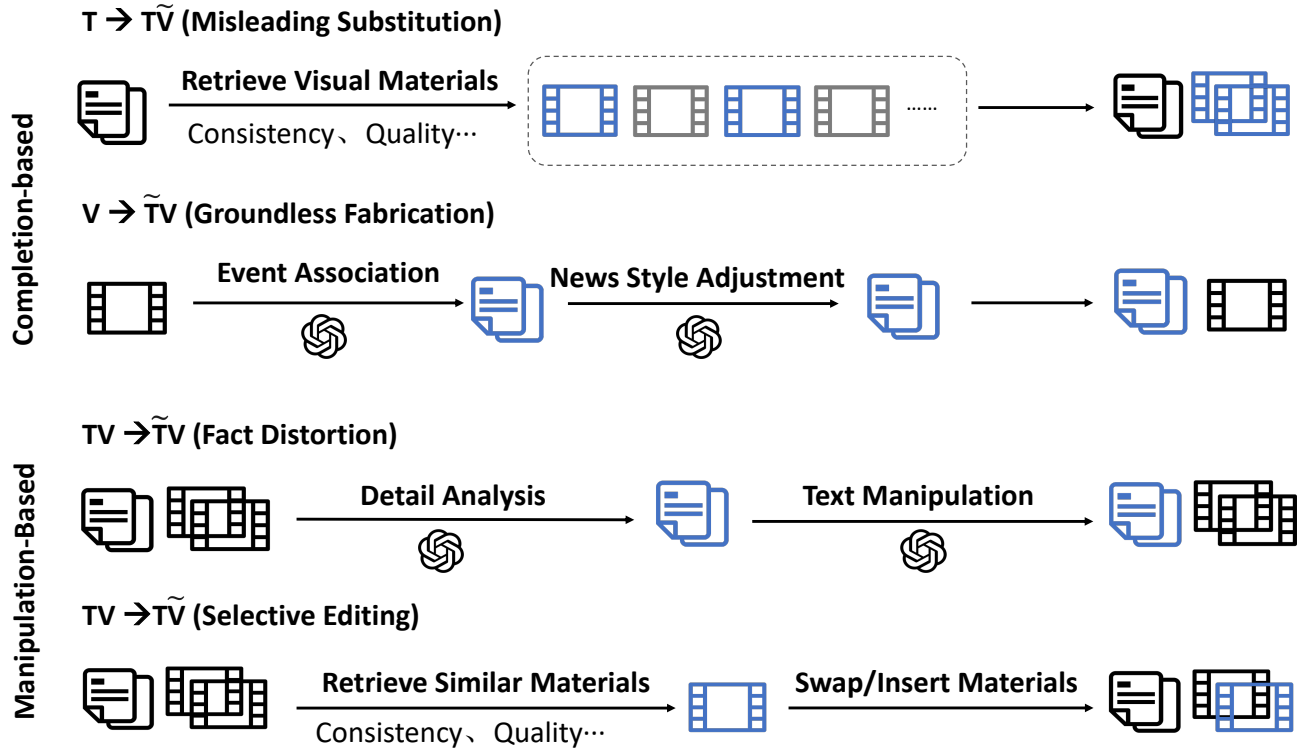 T → TṼ (Misleading Substitution)
Retrieve Visual Materials
Consistency、Quality···
······
Completion-based
V → T̃V (Groundless Fabrication)
Event Association
News Style Adjustment
TV → T̃V (Fact Distortion)
Detail Analysis
Text Manipulation
Manipulation-Based
TV → TṼ (Selective Editing)
Retrieve Similar Materials
Consistency、Quality···
Swap/Insert Materials